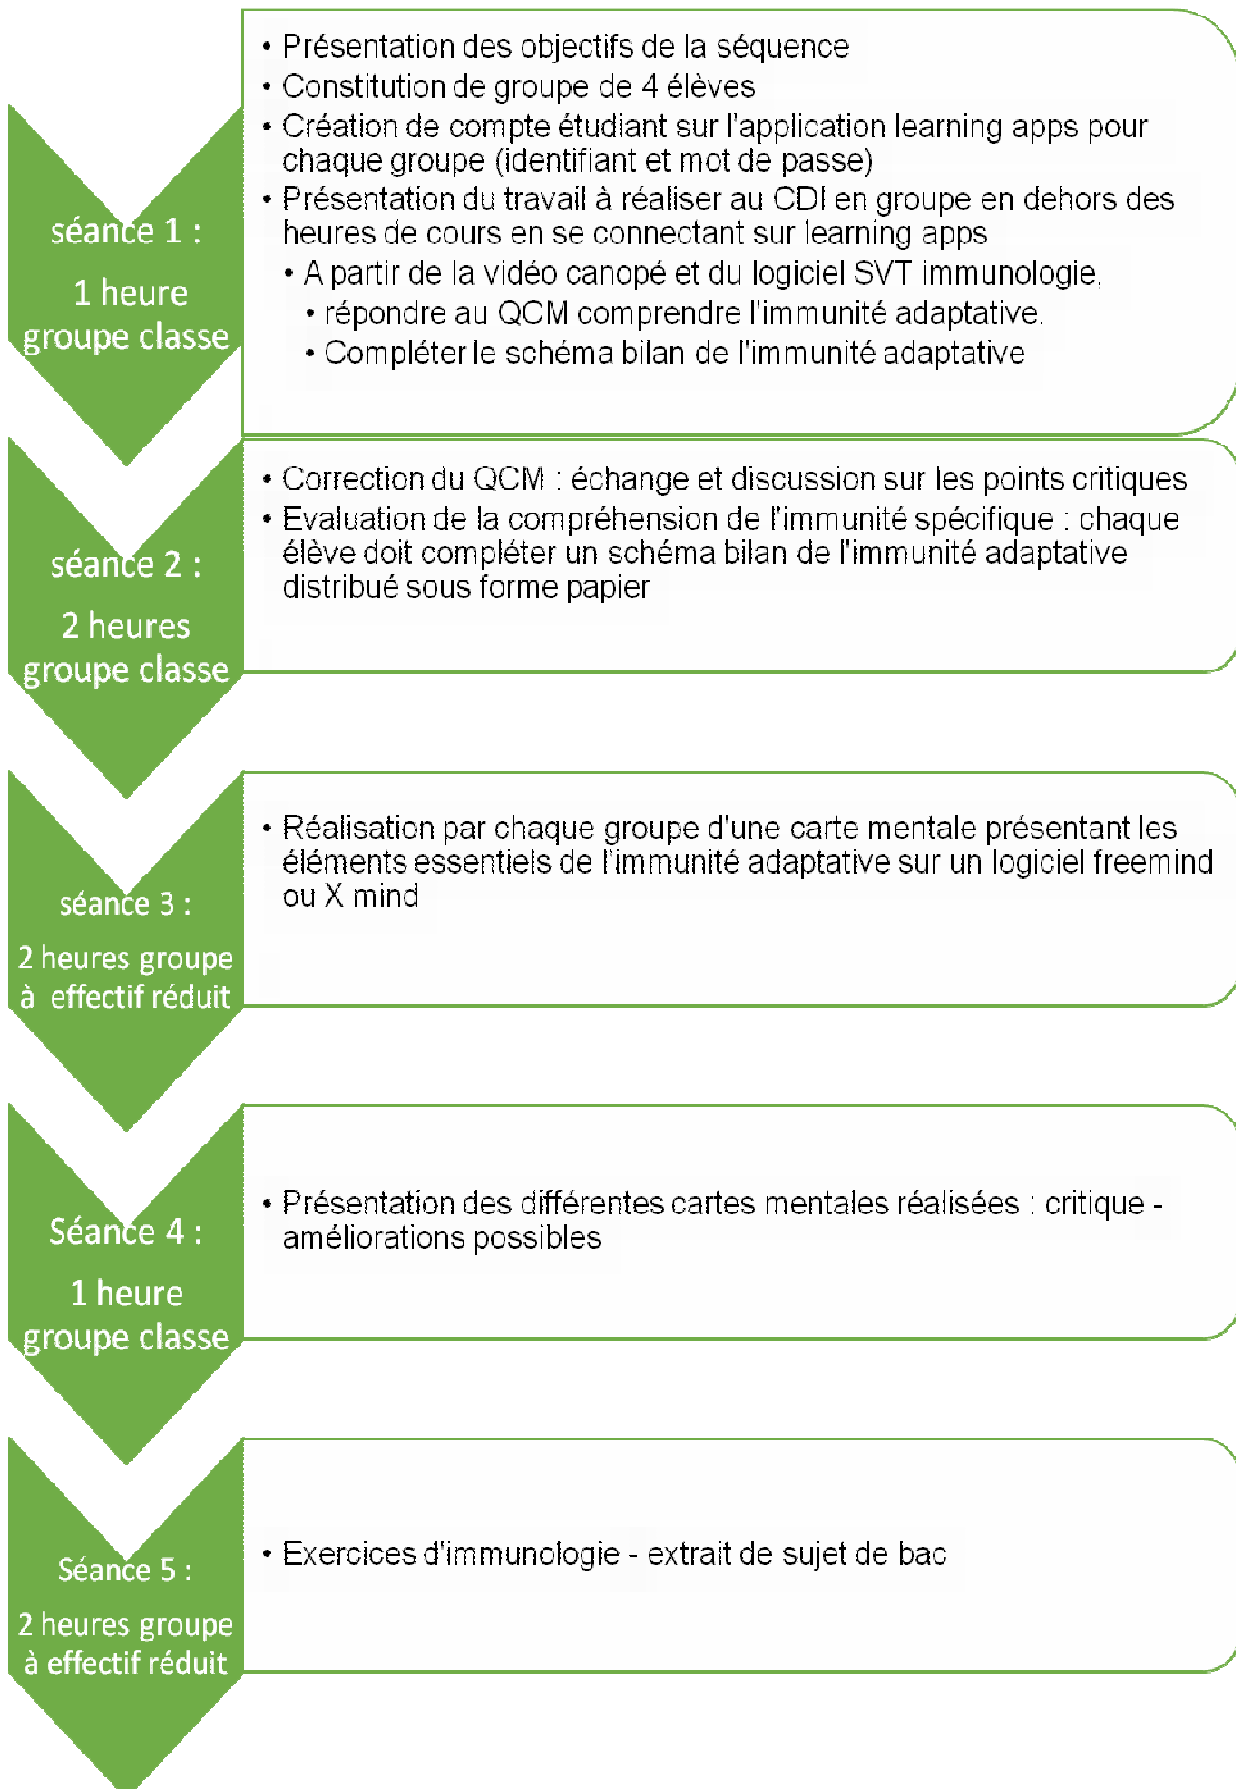 séance 1 :
1 heure
groupe classe
• Présentation des objectifs de la séquence
• Constitution de groupe de 4 élèves
• Création de compte étudiant sur l'application learning apps pour
chaque groupe (identifiant et mot de passe)
• Présentation du travail à réaliser au CDI en groupe en dehors des
heures de cours en se connectant sur learning apps
• A partir de la vidéo canopé et du logiciel SVT immunologie,
• répondre au QCM comprendre l'immunité adaptative.
• Compléter le schéma bilan de l'immunité adaptative
séance 2 :
2 heures
groupe classe
• Correction du QCM : échange et discussion sur les points critiques
• Evaluation de la compréhension de l'immunité spécifique : chaque
élève doit compléter un schéma bilan de l'immunité adaptative
distribué sous forme papier
séance 3 :
2 heures groupe
à effectif réduit
• Réalisation par chaque groupe d'une carte mentale présentant les
éléments essentiels de l'immunité adaptative sur un logiciel freemind
ou X mind
Séance 4 :
1 heure
groupe classe
• Présentation des différentes cartes mentales réalisées : critique -
améliorations possibles
Séance 5 :
2 heures groupe
à effectif réduit
• Exercices d'immunologie - extrait de sujet de bac